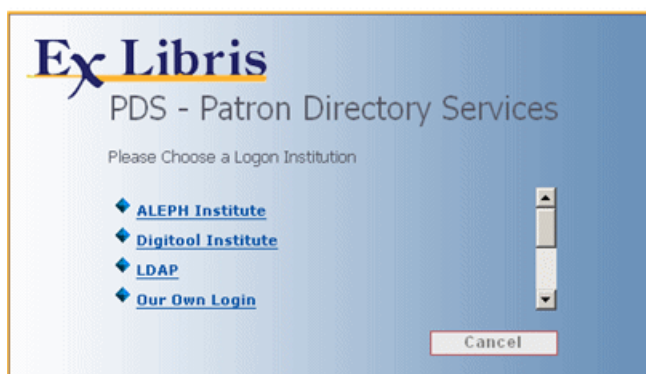 Ex Libris
PDS - Patron Directory Services
Please Choose a Logon Institution
ALEPH Institute
Digitool Institute
LDAP
Our Own Login
Cancel